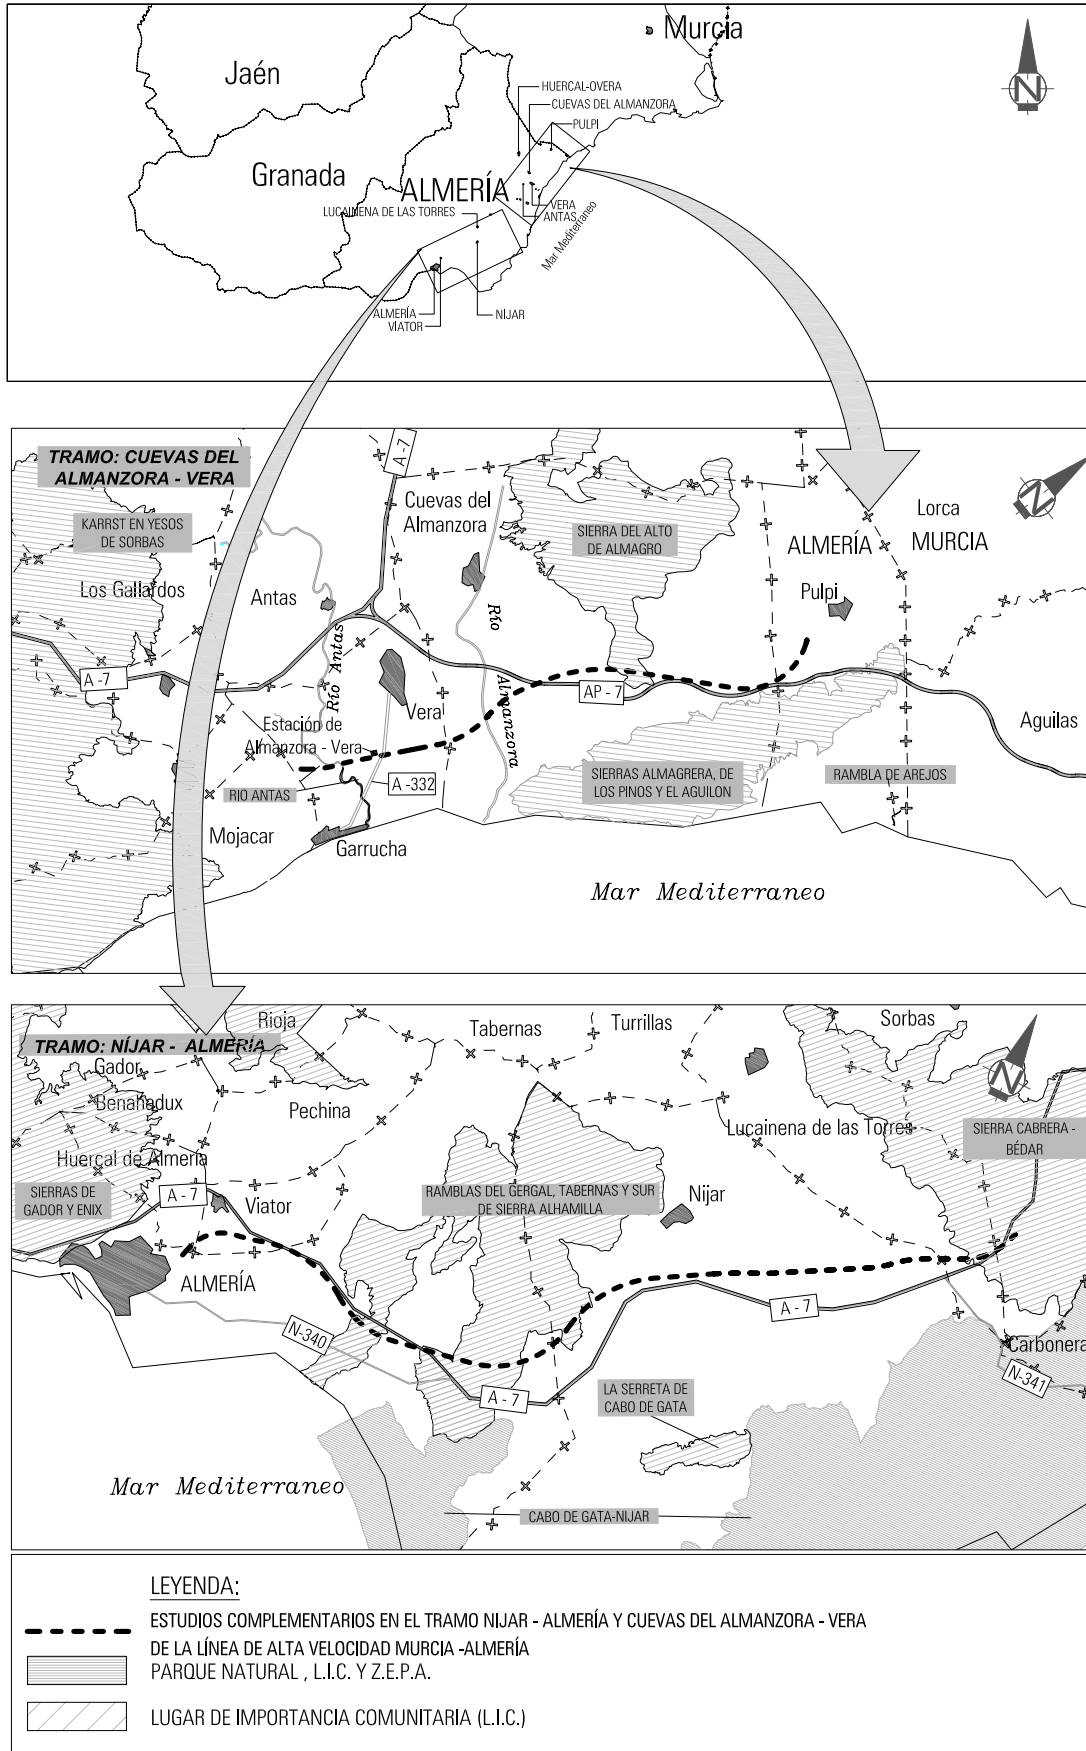 Murcia
Jaén
N
HUERCAL-OVERA
CUEVAS DEL ALMANZORA
PULPI
Granada
ALMERÍA
LUCAINENA DE LAS TORRES
VERA
ANTAS
Mar Mediterraneo
ALMERÍA
VIATOR
NIJAR
TRAMO: CUEVAS DEL
ALMANZORA - VERA
A-7
N
Cuevas del
Almanzora
KARRST EN YESOS
DE SORBAS
SIERRA DEL ALTO
DE ALMAGRO
Lorca
ALMERÍA
MURCIA
Los Gallardos
Antas
Pulpi
Río
Almanzora
Río Antas
A -7
AP - 7
Vera
Aguilas
Estación de
Almanzora - Vera
RIO ANTAS
A -332
SIERRAS ALMAGRERA, DE
LOS PINOS Y EL AGUILON
RAMBLA DE AREJOS
Mojacar
Garrucha
Mar Mediterraneo
TRAMO: NÍJAR - ALMERIA
Rioja
Tabernas
Turrillas
Sorbas
Gador
N
Benahadux
Pechina
Lucainena de las Torres
SIERRA CABRERA -
BÉDAR
Huercal de Almeria
SIERRAS DE
GADOR Y ENIX
A - 7
Viator
RAMBLAS DEL GERGAL, TABERNAS Y SUR
DE SIERRA ALHAMILLA
Nijar
ALMERÍA
A - 7
N-340
Carbonera
N-341
A - 7
LA SERRETA DE
CABO DE GATA
Mar Mediterraneo
CABO DE GATA-NIJAR
LEYENDA:
ESTUDIOS COMPLEMENTARIOS EN EL TRAMO NIJAR - ALMERÍA Y CUEVAS DEL ALMANZORA - VERA
DE LA LÍNEA DE ALTA VELOCIDAD MURCIA -ALMERÍA
PARQUE NATURAL , L.I.C. Y Z.E.P.A.
LUGAR DE IMPORTANCIA COMUNITARIA (L.I.C.)